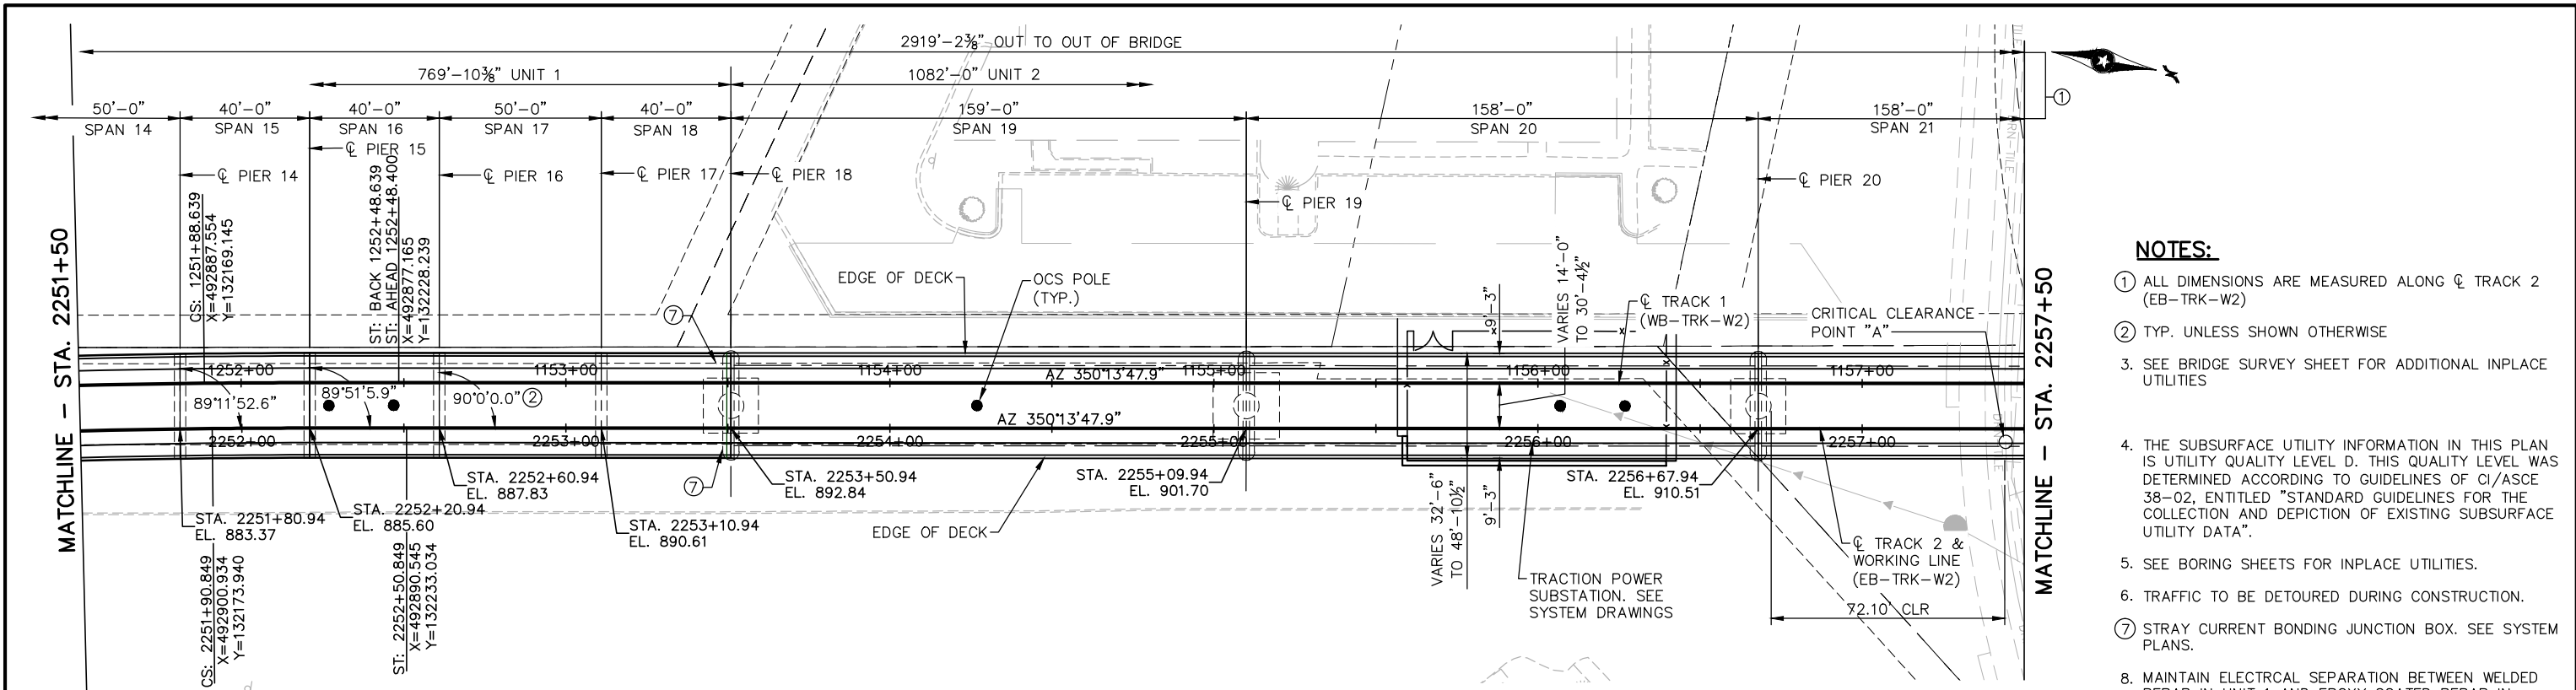 2919'-2⅜" OUT TO OUT OF BRIDGE
769'-10⅜" UNIT 1
1082'-0" UNIT 2
50'-0"
SPAN 14
40'-0"
SPAN 15
40'-0"
SPAN 16
50'-0"
SPAN 17
40'-0"
SPAN 18
159'-0"
SPAN 19
158'-0"
SPAN 20
158'-0"
SPAN 21
1
℄ PIER 14
℄ PIER 15
℄ PIER 16
℄ PIER 17
℄ PIER 18
℄ PIER 19
℄ PIER 20
MATCHLINE - STA. 2251+50
CS: 1251+88.639
X=492887.554
Y=132169.145
ST: BACK 1252+48.639
ST: AHEAD 1252+48.400
X=492877.165
Y=132228.239
EDGE OF DECK
OCS POLE
(TYP.)
7
9'-3"
VARIES 14'-0"
TO 30'-4½"
℄ TRACK 1
(WB-TRK-W2)
CRITICAL CLEARANCE
POINT "A"
1252+00
1153+00
1154+00
1155+00
1156+00
1157+00
AZ 350°13'47.9"
89°11'52.6"
89°51'5.9"
90°0'0.0" 2
AZ 350°13'47.9"
2252+00
2253+00
2254+00
2255+00
2256+00
2257+00
STA. 2251+80.94
EL. 883.37
STA. 2252+20.94
EL. 885.60
STA. 2252+60.94
EL. 887.83
STA. 2253+10.94
EL. 890.61
7
STA. 2253+50.94
EL. 892.84
STA. 2255+09.94
EL. 901.70
STA. 2256+67.94
EL. 910.51
EDGE OF DECK
CS: 2251+90.849
X=492900.934
Y=132173.940
ST: 2252+50.849
X=492890.545
Y=132233.034
VARIES 32'-6"
TO 48'-10½"
9'-3"
TRACTION POWER
SUBSTATION. SEE
SYSTEM DRAWINGS
℄ TRACK 2 &
WORKING LINE
(EB-TRK-W2)
72.10' CLR
MATCHLINE - STA. 2257+50
NOTES:
1 ALL DIMENSIONS ARE MEASURED ALONG ℄ TRACK 2
(EB-TRK-W2)
2 TYP. UNLESS SHOWN OTHERWISE
3. SEE BRIDGE SURVEY SHEET FOR ADDITIONAL INPLACE
UTILITIES
4. THE SUBSURFACE UTILITY INFORMATION IN THIS PLAN
IS UTILITY QUALITY LEVEL D. THIS QUALITY LEVEL WAS
DETERMINED ACCORDING TO GUIDELINES OF CI/ASCE
38-02, ENTITLED "STANDARD GUIDELINES FOR THE
COLLECTION AND DEPICTION OF EXISTING SUBSURFACE
UTILITY DATA".
5. SEE BORING SHEETS FOR INPLACE UTILITIES.
6. TRAFFIC TO BE DETOURED DURING CONSTRUCTION.
7 STRAY CURRENT BONDING JUNCTION BOX. SEE SYSTEM
PLANS.
8. MAINTAIN ELECTRCAL SEPARATION BETWEEN WELDED
REBAR IN UNIT 1 AND EPOXY COATED REBAR IN